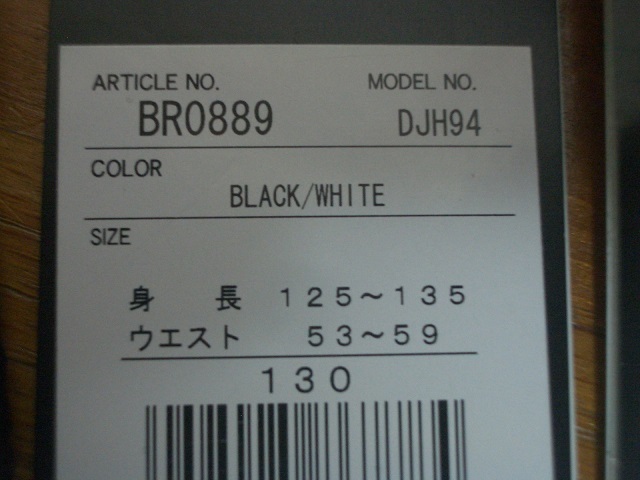 ARTICLE NO. MODEL NO.
BR0889 DJH94
COLOR
BLACK/WHITE
SIZE
身 長 125～135
ウエスト 53～59
130